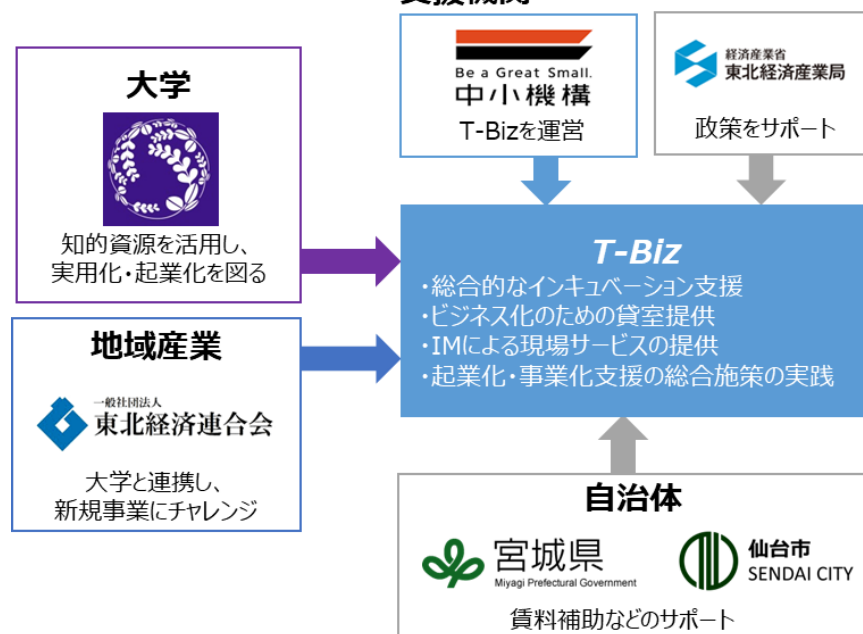 大学
知的資源を活用し、
実用化・起業化を図る
地域産業
一般社団法人
東北経済連合会
大学と連携し、
新規事業にチャレンジ
Be a Great Small.
中小機構
T-Bizを運営
経済産業省
東北経済産業局
政策をサポート
T-Biz
・総合的なインキュベーション支援
・ビジネス化のための貸室提供
・IMによる現場サービスの提供
・起業化・事業化支援の総合施策の実践
自治体
宮城県
Miyagi Prefectural Government
仙台市
SENDAI CITY
賃料補助などのサポート